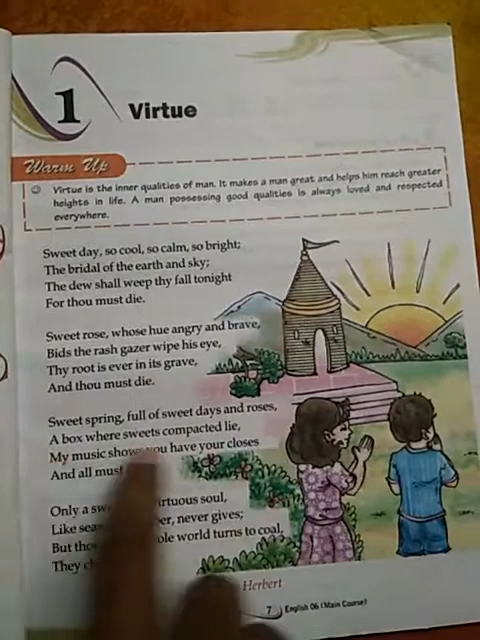 1 Virtue
Warm Up
Virtue is the inner qualities of man. It makes a man great and helps him reach greater
heights in life. A man possessing good qualities is always loved and respected
everywhere.
Sweet day, so cool, so calm, so bright;
The bridal of the earth and sky;
The dew shall weep thy fall tonight
For thou must die.
Sweet rose, whose hue angry and brave,
Bids the rash gazer wipe his eye,
Thy root is ever in its grave,
And thou must die.
Sweet spring, full of sweet days and roses,
A box where sweets compacted lie,
My music shows you have your closes
And all must
Only a virtuous soul,
Like never gives;
But world turns to coal,
They
Herbert
7 English 06 (Main Course)